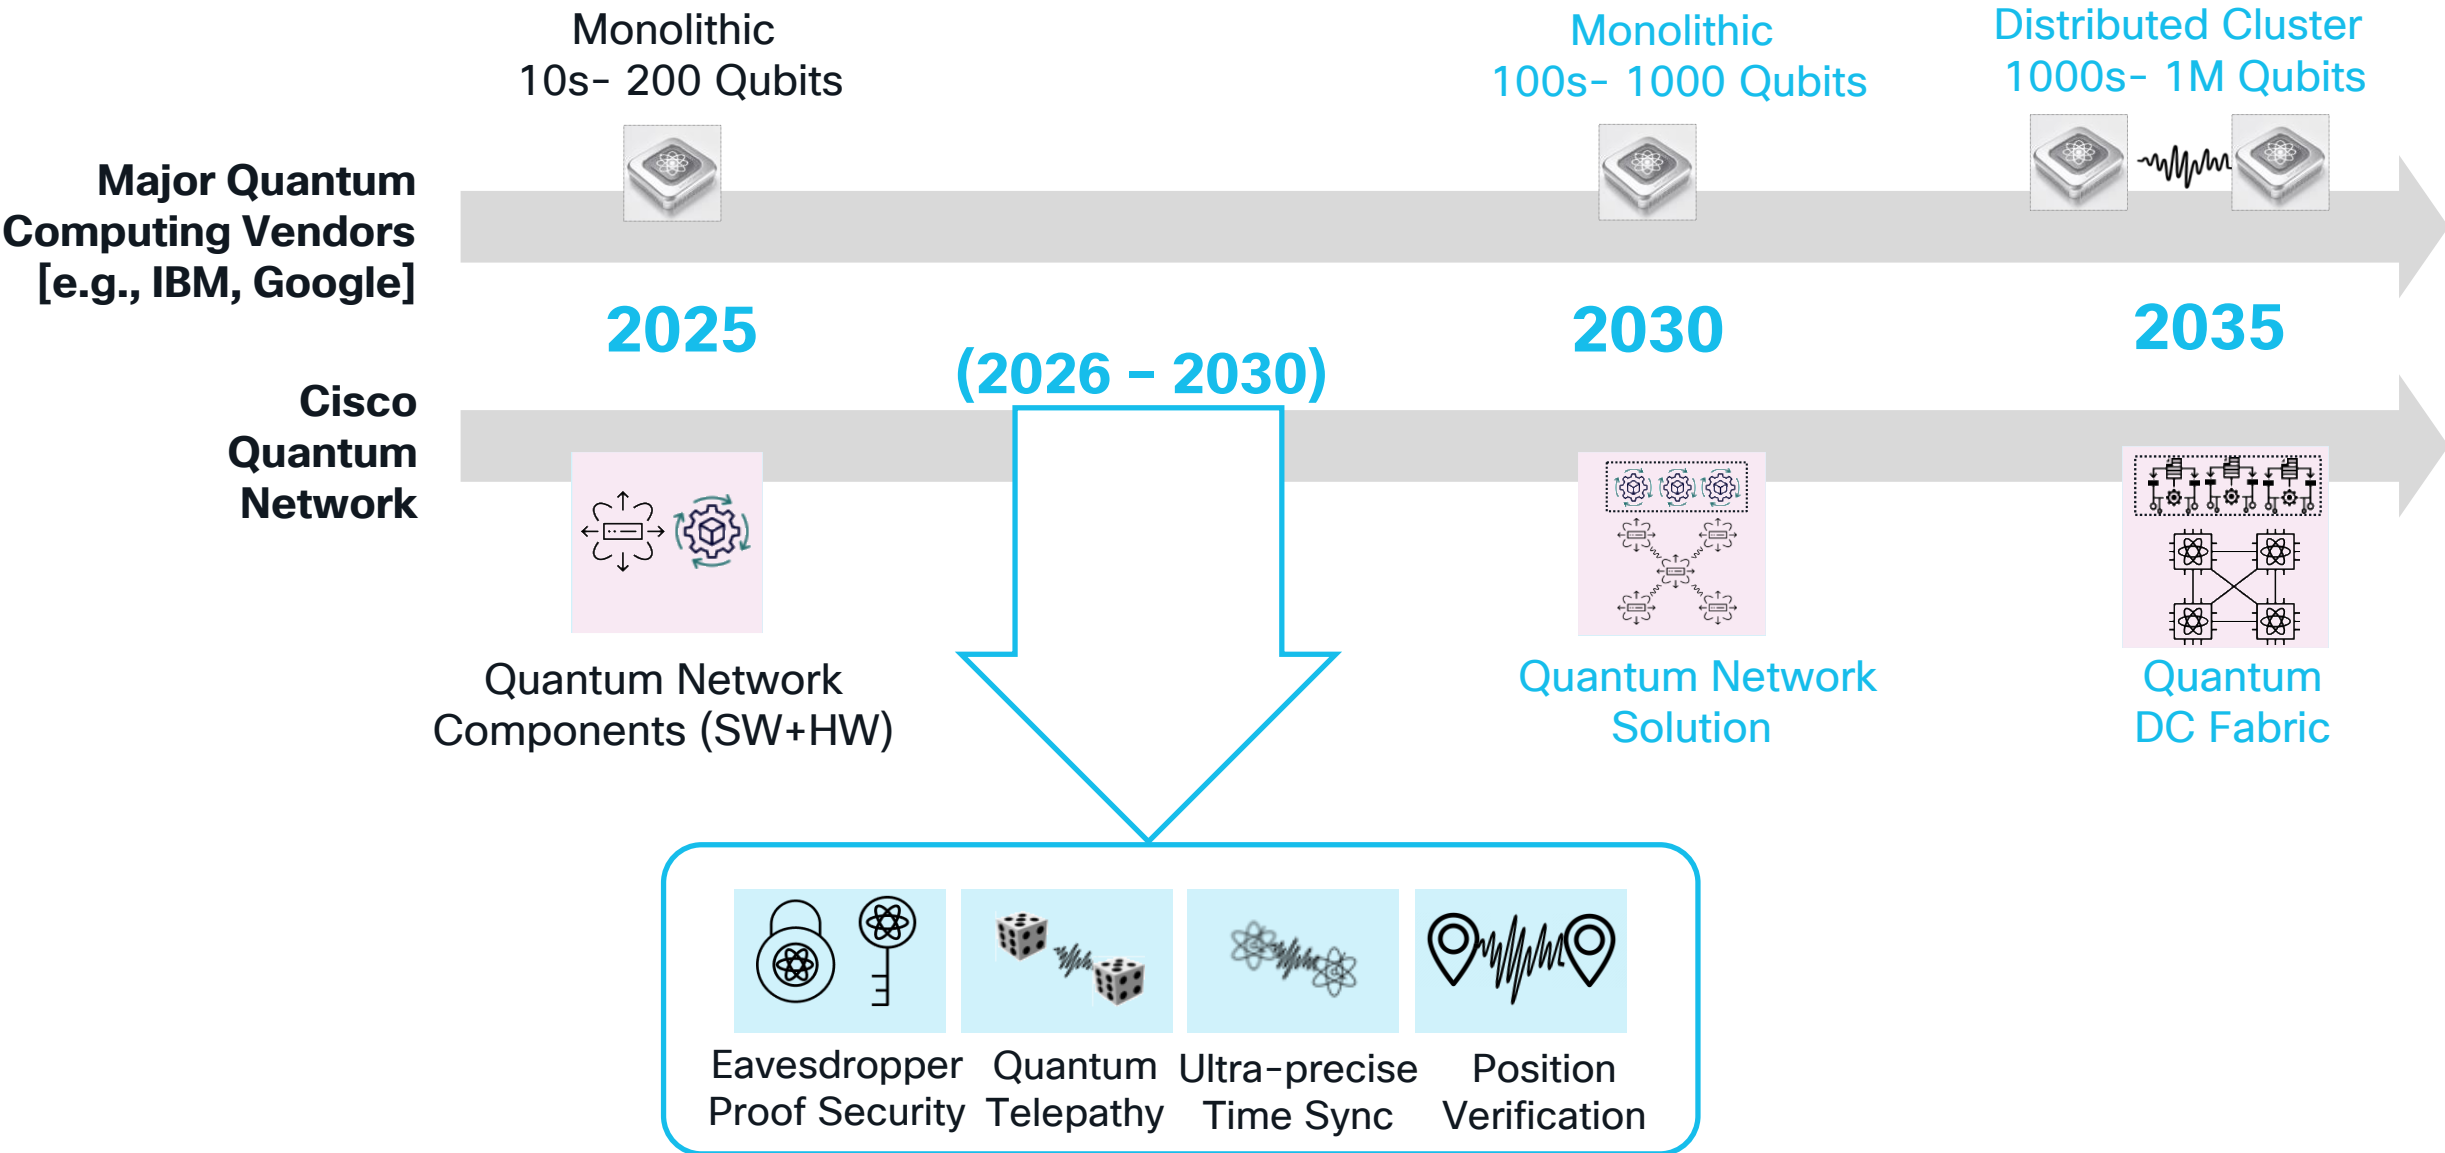 Monolithic
10s- 200 Qubits
Monolithic
100s- 1000 Qubits
Distributed Cluster
1000s- 1M Qubits
Major Quantum
Computing Vendors
[e.g., IBM, Google]
2025
(2026 – 2030)
2030
2035
Cisco
Quantum
Network
Quantum Network
Components (SW+HW)
Quantum Network
Solution
Quantum
DC Fabric
Eavesdropper
Proof Security
Quantum
Telepathy
Ultra-precise
Time Sync
Position
Verification